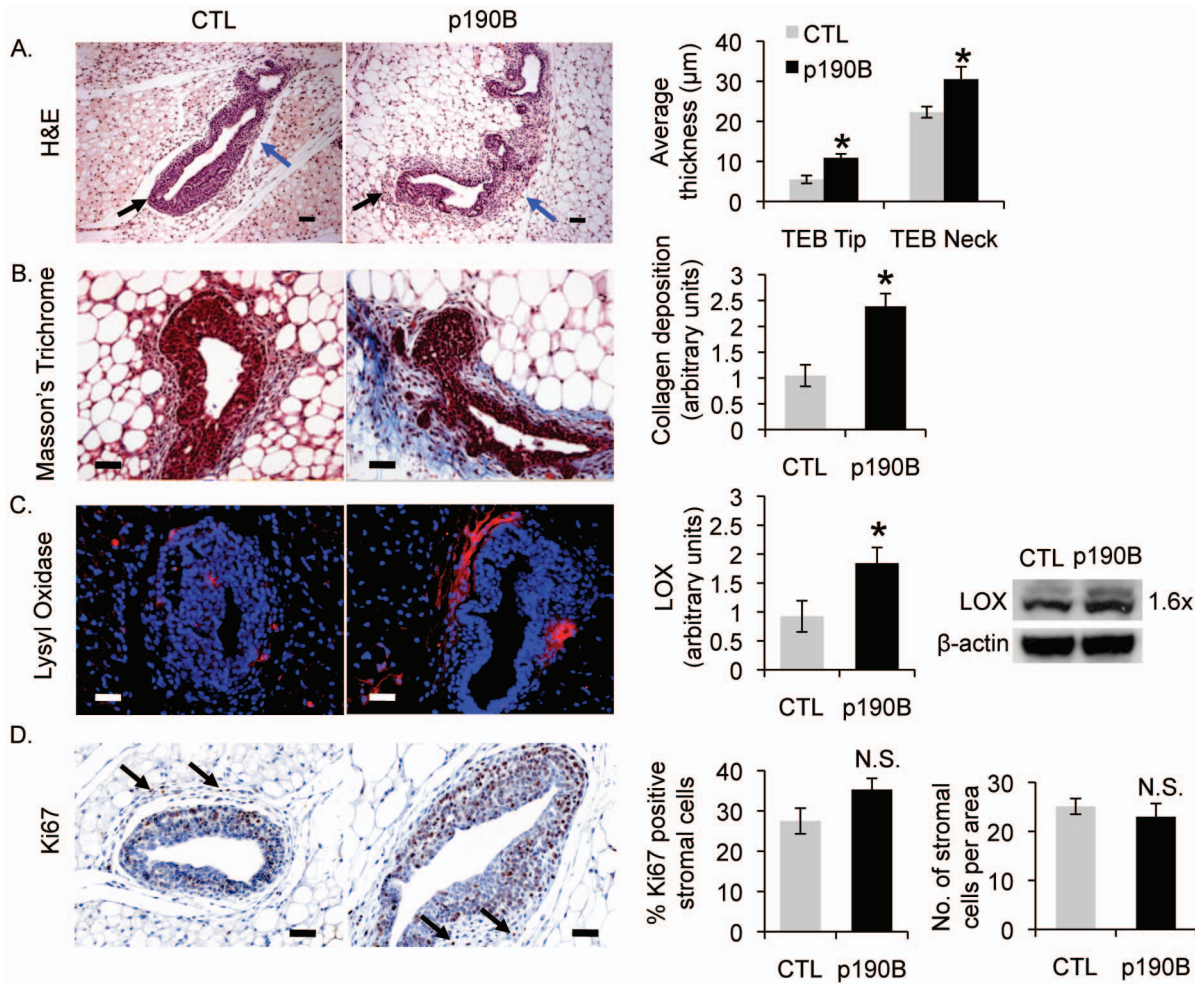 CTL
p190B
A.
H&E
Average
thickness (µm)
40
30
20
10
0
CTL
p190B
*
*
TEB Tip
TEB Neck
B.
Masson's Trichrome
Collagen deposition
(arbitrary units)
3
2.5
2
1.5
1
0.5
0
*
CTL
p190B
C.
Lysyl Oxidase
LOX
(arbitrary units)
3
2.5
2
1.5
1
0.5
0
*
CTL
p190B
CTL p190B
LOX
1.6x
β-actin
D.
Ki67
% Ki67 positive
stromal cells
40
30
20
10
0
N.S.
CTL
p190B
No. of stromal
cells per area
30
20
10
0
N.S.
CTL
p190B